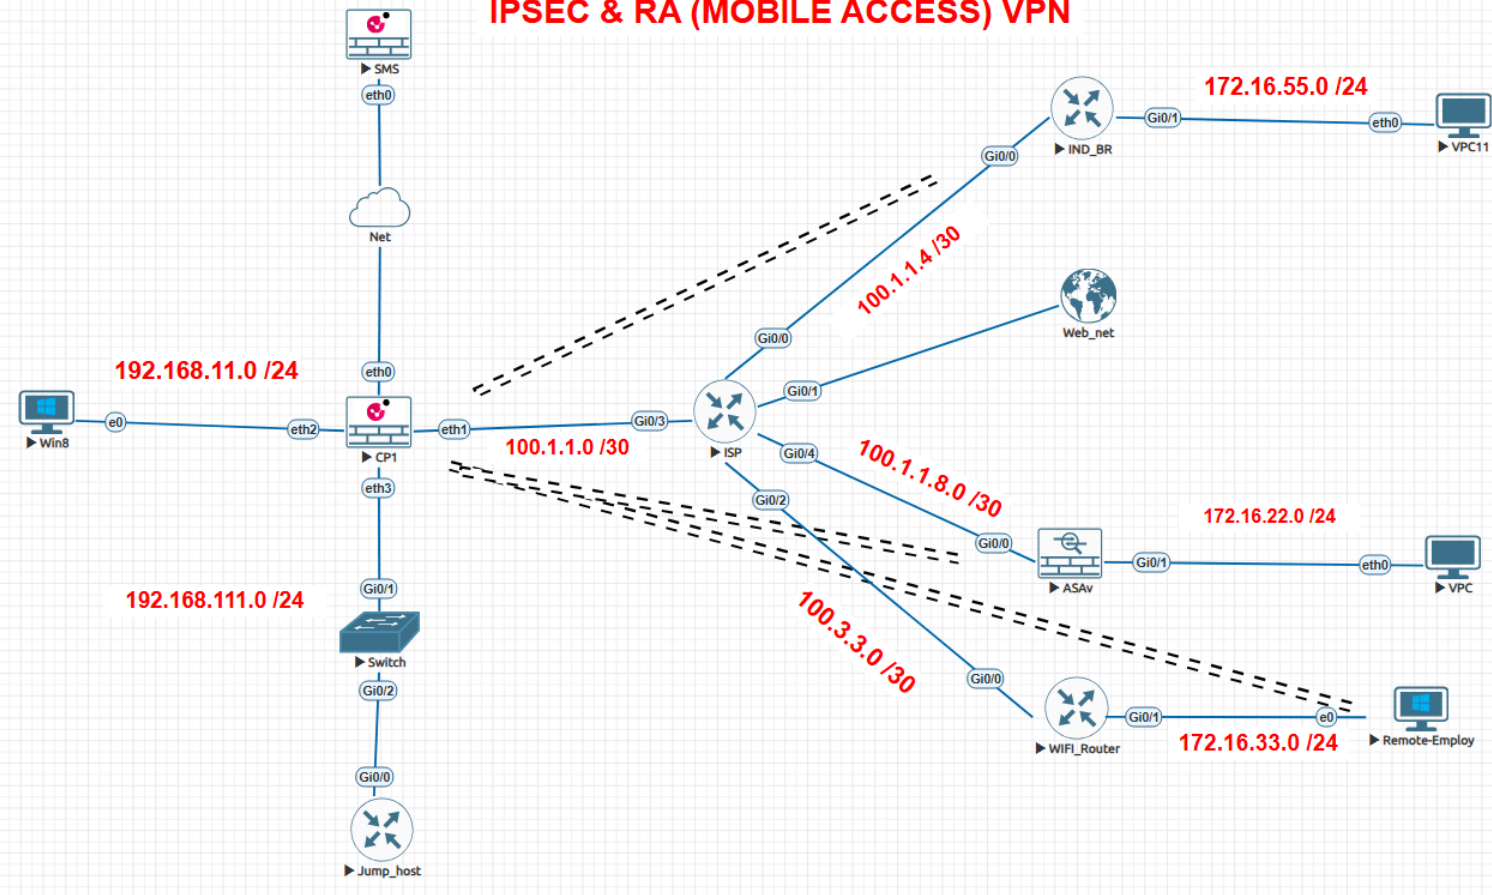 IPSEC & RA (MOBILE ACCESS) VPN
SMS
eth0
Net
eth0
192.168.11.0 /24
Win8
e0
eth2
CP1
eth1
100.1.1.0 /30
Gi0/3
ISP
eth3
Gi0/1
192.168.111.0 /24
Switch
Gi0/2
Gi0/0
Jump_host
Gi0/0
100.1.1.4 /30
Gi0/0
IND_BR
Gi0/1
172.16.55.0 /24
eth0
VPC11
Gi0/1
Web_net
Gi0/4
100.1.1.8.0 /30
Gi0/0
ASAv
Gi0/1
172.16.22.0 /24
eth0
VPC
Gi0/2
100.3.3.0 /30
Gi0/0
WIFI_Router
Gi0/1
172.16.33.0 /24
e0
Remote-Employ